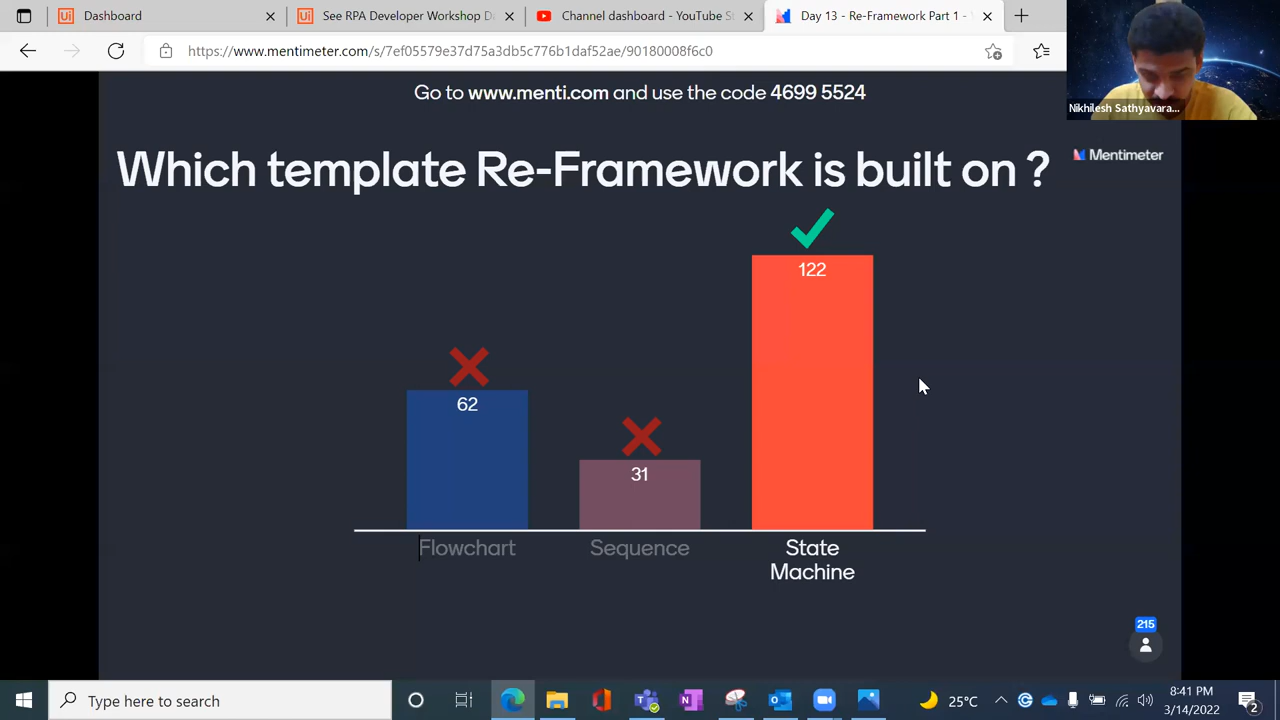 Dashboard
See RPA Developer Workshop D
Channel dashboard - YouTube S
Day 13 - Re-Framework Part 1 -
https://www.mentimeter.com/s/7ef05579e37d75a3db5c776b1daf52ae/90180008f6c0
Nikhilesh Sathyavara...
Go to www.menti.com and use the code 4699 5524
Which template Re-Framework is built on ?
Mentimeter
122
62
31
Flowchart
Sequence
State
Machine
215
Type here to search
25°C
8:41 PM
3/14/2022
2